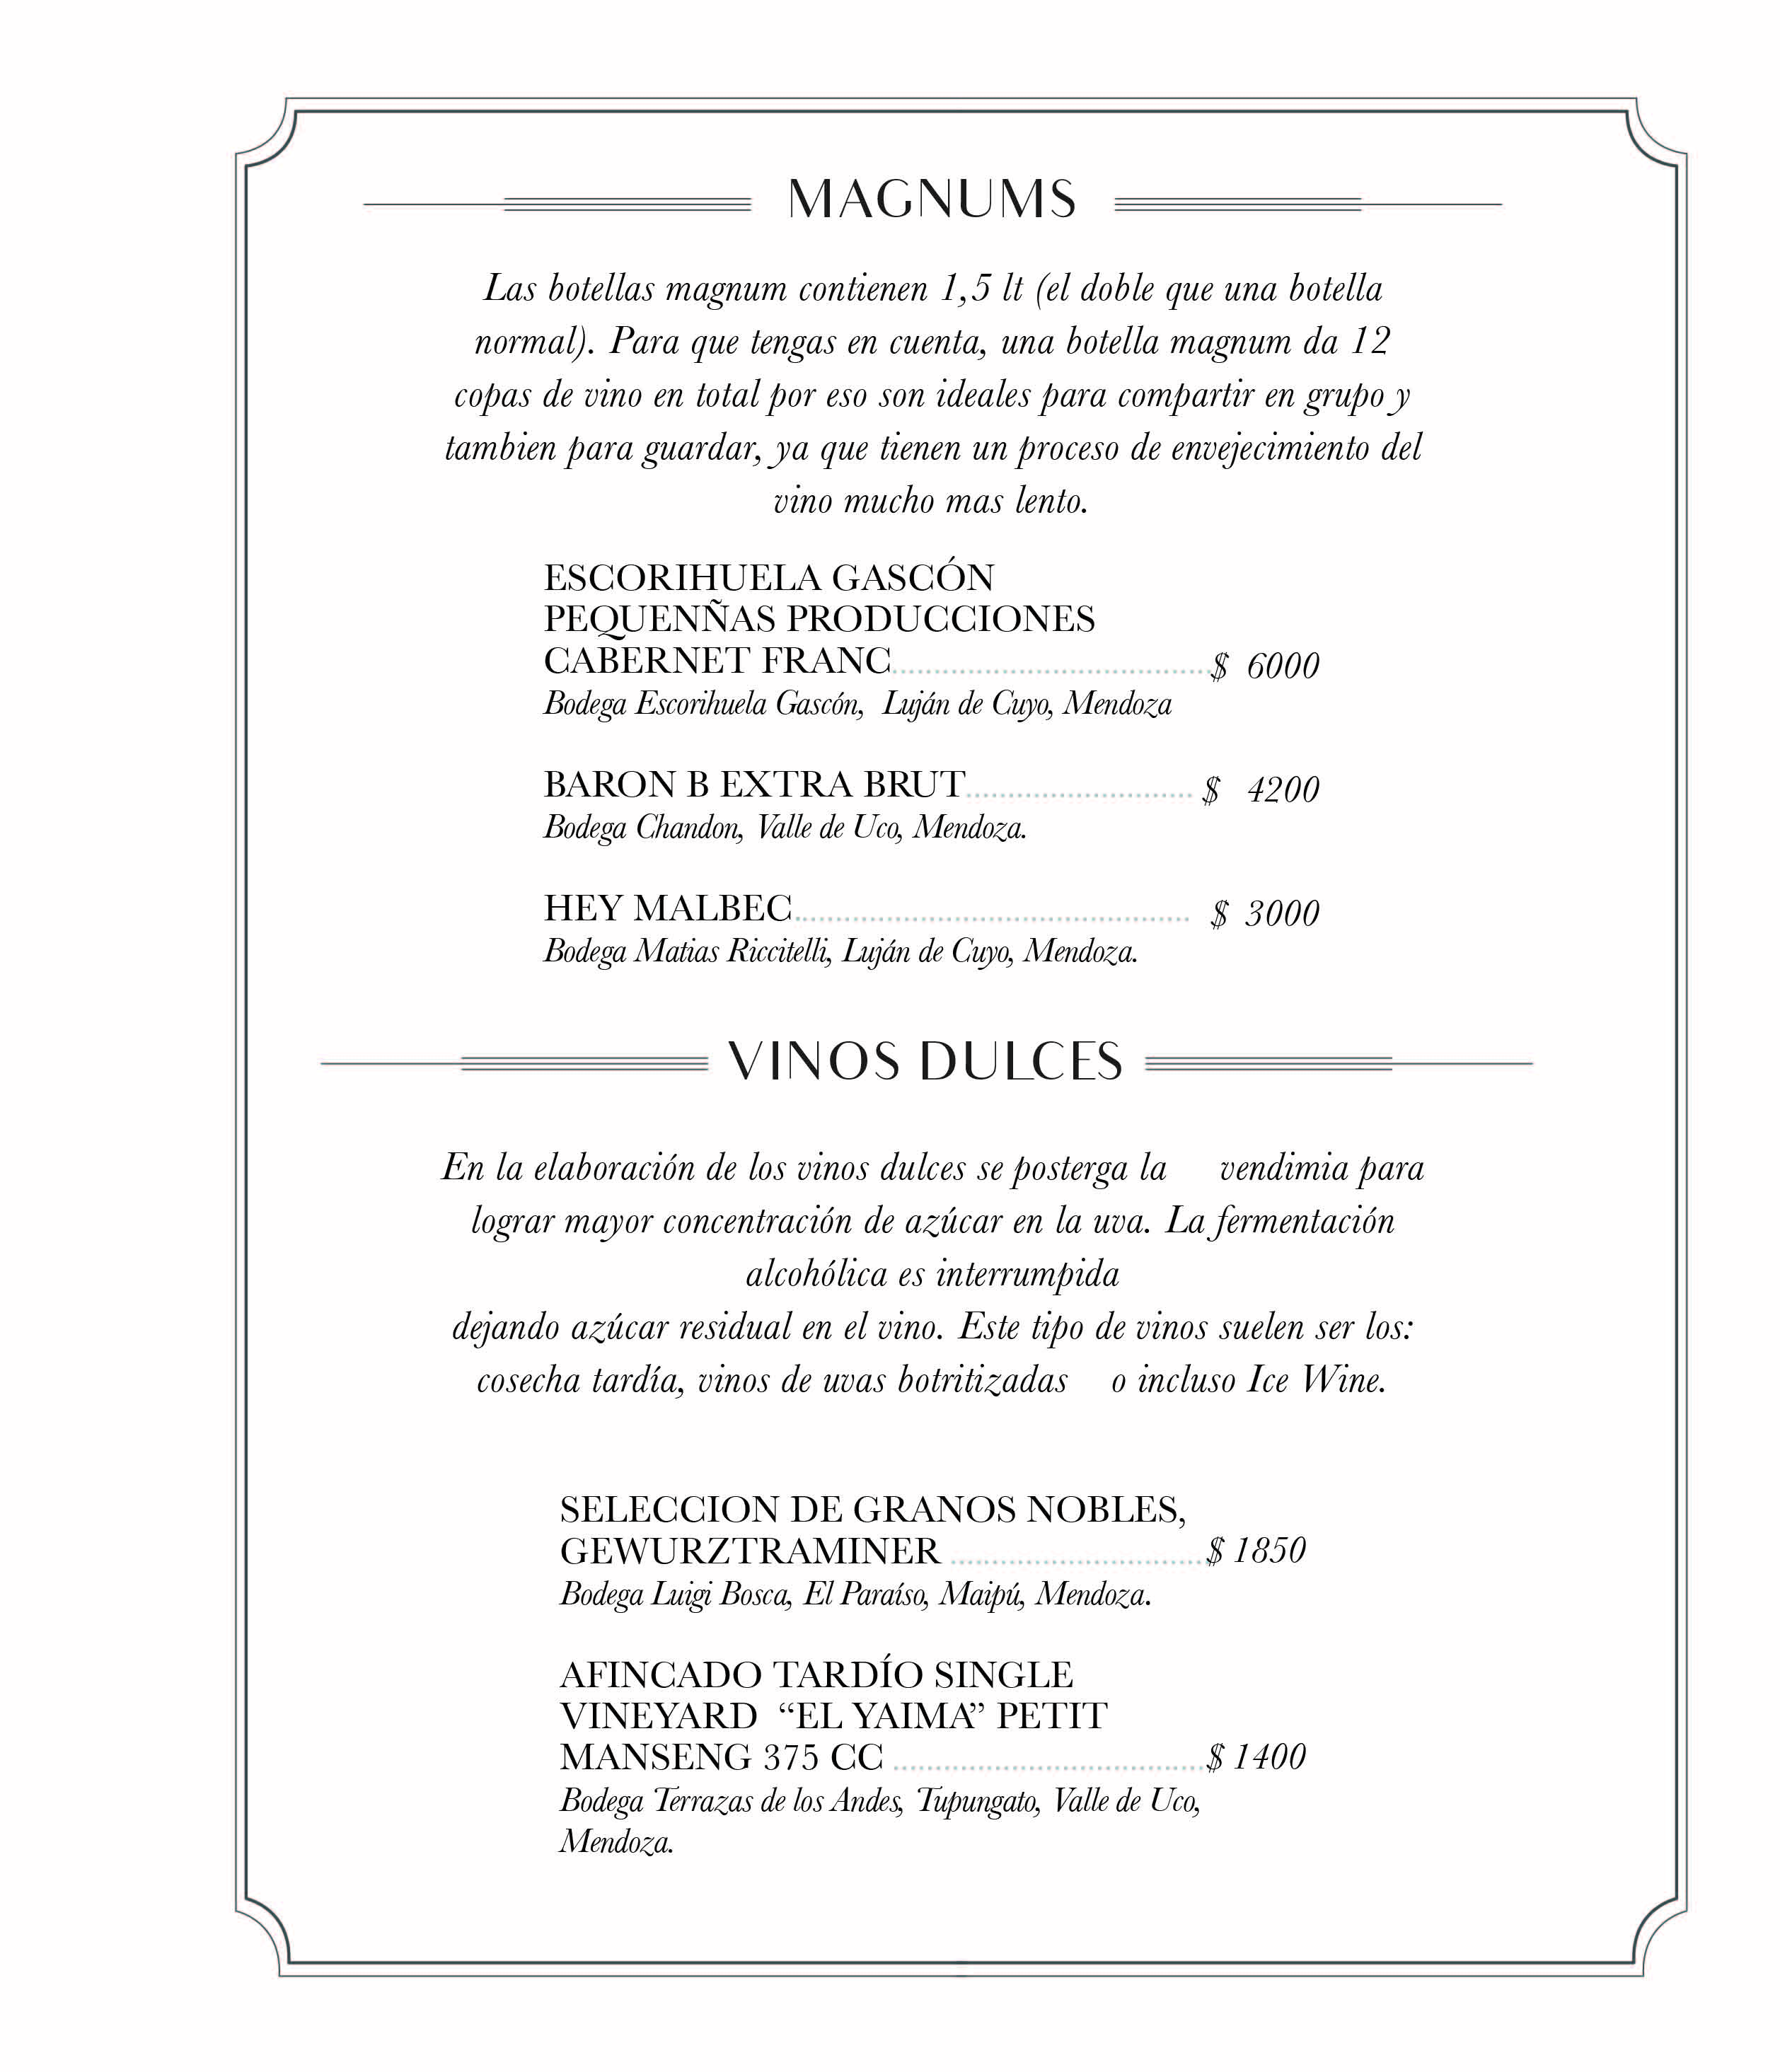 MAGNUMS
Las botellas magnum contienen 1,5 lt (el doble que una botella
normal). Para que tengas en cuenta, una botella magnum da 12
copas de vino en total por eso son ideales para compartir en grupo y
tambien para guardar, ya que tienen un proceso de envejecimiento del
vino mucho mas lento.
ESCORIHUELA GASCÓN
PEQUENÑAS PRODUCCIONES
CABERNET FRANC $ 6000
Bodega Escorihuela Gascón, Luján de Cuyo, Mendoza
BARON B EXTRA BRUT $ 4200
Bodega Chandon, Valle de Uco, Mendoza.
HEY MALBEC $ 3000
Bodega Matias Riccitelli, Luján de Cuyo, Mendoza.
VINOS DULCES
En la elaboración de los vinos dulces se posterga la vendimia para
lograr mayor concentración de azúcar en la uva. La fermentación
alcohólica es interrumpida
dejando azúcar residual en el vino. Este tipo de vinos suelen ser los:
cosecha tardía, vinos de uvas botritizadas o incluso Ice Wine.
SELECCION DE GRANOS NOBLES,
GEWURZTRAMINER $ 1850
Bodega Luigi Bosca, El Paraíso, Maipú, Mendoza.
AFINCADO TARDÍO SINGLE
VINEYARD “EL YAIMA” PETIT
MANSENG 375 CC $ 1400
Bodega Terrazas de los Andes, Tupungato, Valle de Uco,
Mendoza.